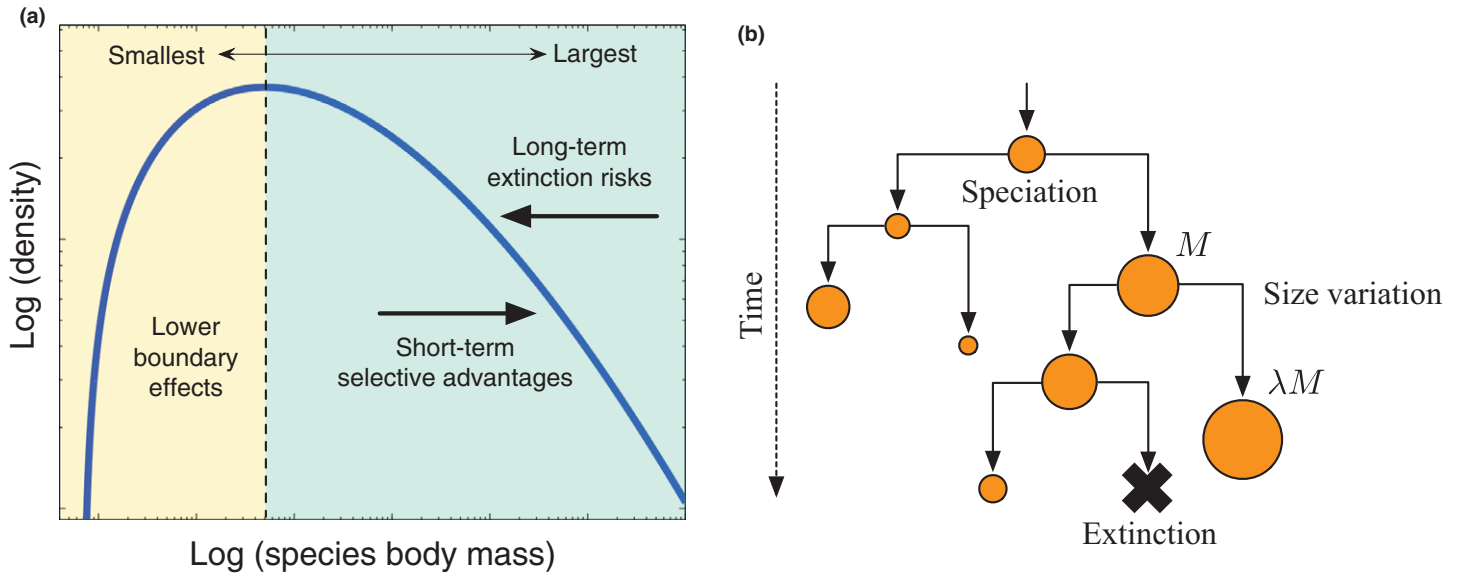 (a)
Smallest
Largest
Long-term
extinction risks
Short-term
selective advantages
Lower
boundary
effects
Log (density)
Log (species body mass)
(b)
Time
Speciation
M
Size variation
λM
Extinction